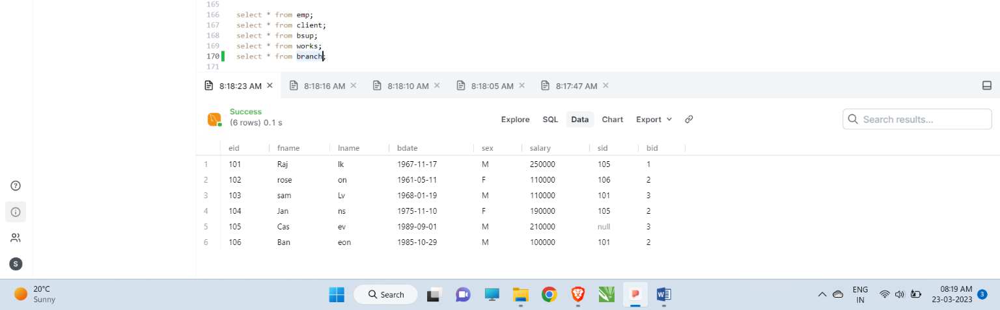 165
166 select * from emp;
167 select * from client;
168 select * from bsup;
169 select * from works;
170 select * from branch;
171
8:18:23 AM 8:18:16 AM 8:18:10 AM 8:18:05 AM 8:17:47 AM
Success
(6 rows) 0.1 s
Explore SQL Data Chart Export Search results...
eid fname lname bdate sex salary sid bid
1 101 Raj lk 1967-11-17 M 250000 105 1
2 102 rose on 1961-05-11 F 110000 106 2
3 103 sam Lv 1968-01-19 M 110000 101 3
4 104 Jan ns 1975-11-10 F 190000 105 2
5 105 Cas ev 1989-09-01 M 210000 null 3
6 106 Ban eon 1985-10-29 M 100000 101 2
S
20°C
Sunny
Search
ENG
IN
08:19 AM
23-03-2023
3